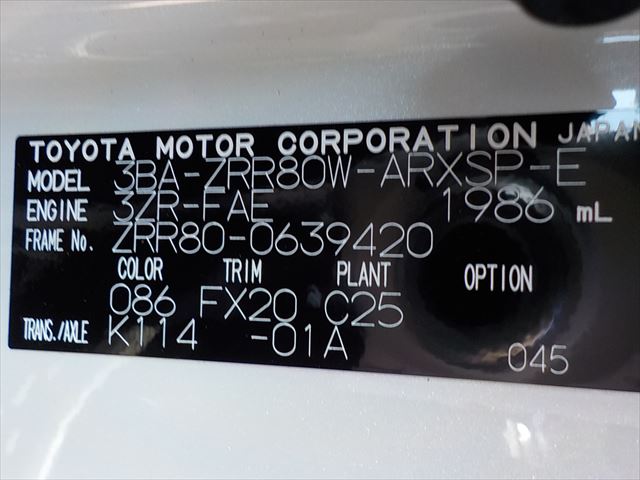 TOYOTA MOTOR CORPORATION JAPAN
MODEL 3BA-ZRR80W-ARXSP-E
ENGINE 3ZR-FAE 1986 mL
FRAME No. ZRR80-0639420
COLOR TRIM PLANT OPTION
086 FX20 C25
TRANS./AXLE K114 -01A
045